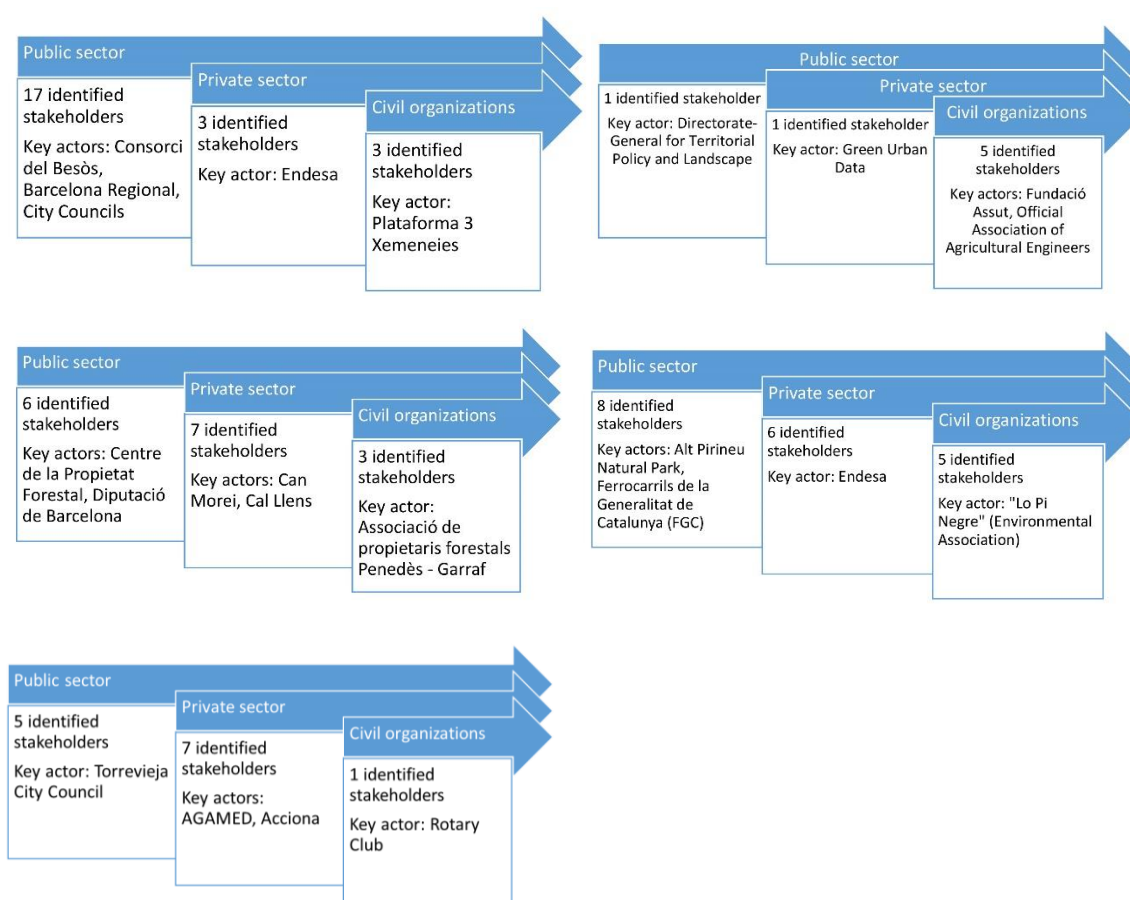 Public sector
17 identified
stakeholders
Key actors: Consorci
del Besòs,
Barcelona Regional,
City Councils
Private sector
3 identified
stakeholders
Key actor: Endesa
Civil organizations
3 identified
stakeholders
Key actor:
Plataforma 3
Xemeneies
Public sector
1 identified stakeholder
Key actor: Directorate-
General for Territorial
Policy and Landscape
Private sector
1 identified stakeholder
Key actor: Green Urban
Data
Civil organizations
5 identified
stakeholders
Key actors: Fundació
Assut, Official
Association of
Agricultural Engineers
Public sector
6 identified
stakeholders
Key actors: Centre
de la Propietat
Forestal, Diputació
de Barcelona
Private sector
7 identified
stakeholders
Key actors: Can
Morei, Cal Llens
Civil organizations
3 identified
stakeholders
Key actor:
Associació de
propietaris forestals
Penedès - Garraf
Public sector
8 identified
stakeholders
Key actors: Alt Pirineu
Natural Park,
Ferrocarrils de la
Generalitat de
Catalunya (FGC)
Private sector
6 identified
stakeholders
Key actor: Endesa
Civil organizations
5 identified
stakeholders
Key actor: "Lo Pi
Negre" (Environmental
Association)
Public sector
5 identified
stakeholders
Key actor: Torrevieja
City Council
Private sector
7 identified
stakeholders
Key actors:
AGAMED, Acciona
Civil organizations
1 identified
stakeholders
Key actor: Rotary
Club